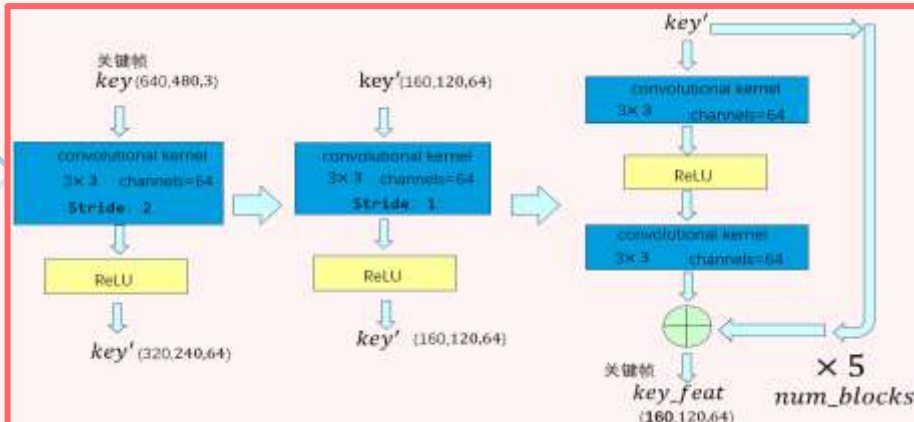 关键帧
key(640,480,3)
convolutional kernel
3×3 channels=64
Stride: 2
ReLU
key′(320,240,64)
key′(160,120,64)
convolutional kernel
3×3 channels=64
Stride: 1
ReLU
key′ (160,120,64)
key′
convolutional kernel
3×3 channels=64
ReLU
convolutional kernel
3×3 channels=64
关键帧
key_feat
(160,120,64)
×5
num_blocks